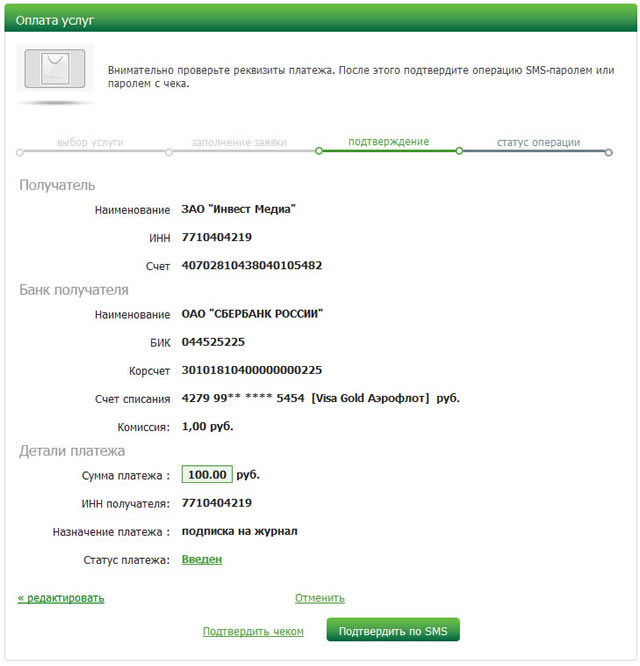 Оплата услуг
Внимательно проверьте реквизиты платежа. После этого подтвердите операцию SMS-паролем или
паролем с чека.
выбор услуги заполнение заявки подтверждение статус операции
Получатель
Наименование ЗАО "Инвест Медиа"
ИНН 7710404219
Счет 40702810438040105482
Банк получателя
Наименование ОАО "СБЕРБАНК РОССИИ"
БИК 044525225
Корсчет 30101810400000000225
Счет списания 4279 99** **** 5454 [Visa Gold Аэрофлот] руб.
Комиссия: 1,00 руб.
Детали платежа
Сумма платежа : 100.00 руб.
ИНН получателя: 7710404219
Назначение платежа : подписка на журнал
Статус платежа: Введен
« редактировать Отменить
Подтвердить чеком Подтвердить по SMS